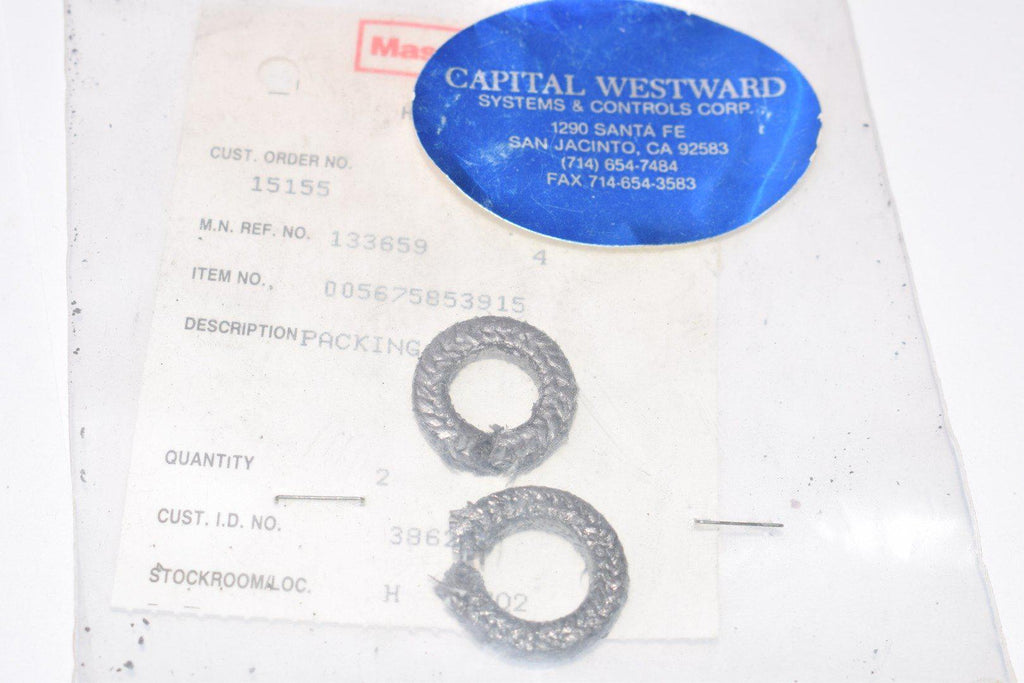 Mas
CAPITAL WESTWARD
SYSTEMS & CONTROLS CORP.
1290 SANTA FE
SAN JACINTO, CA 92583
(714) 654-7484
FAX 714-654-3583
CUST. ORDER NO.
15155
M.N. REF. NO. 133659 4
ITEM NO. 005675853915
DESCRIPTION PACKING
QUANTITY 2
CUST. I.D. NO. 386
STOCKROOM/LOC. H 02